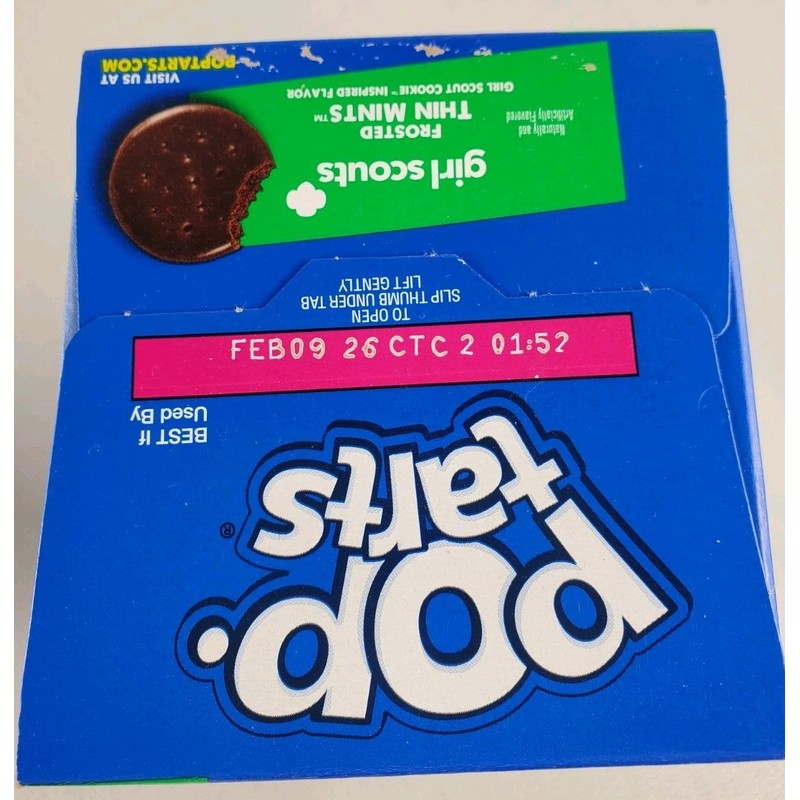 pop.
tarts®
BEST If
Used By
FEB09 26 CTC 2 01:52
TO OPEN
SLIP THUMB UNDER TAB
LIFT GENTLY
girl scouts
FROSTED
THIN MINTS™
GIRL SCOUT COOKIE™ INSPIRED FLAVOR
Naturally and
Artificially Flavored
VISIT US AT
POPTARTS.COM